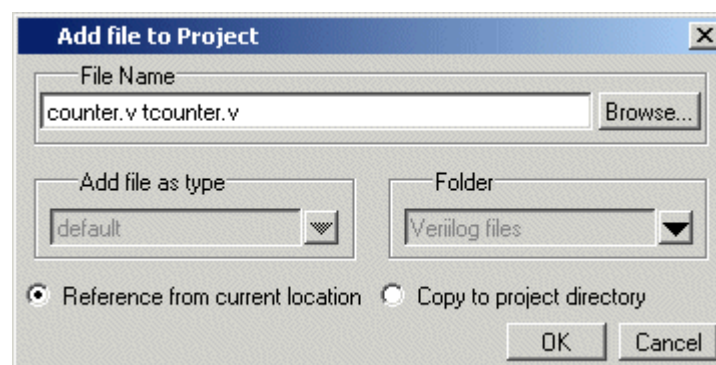 Add file to Project
File Name
counter.v tcounter.v Browse...
Add file as type Folder
default Veriilog files
Reference from current location Copy to project directory
OK Cancel